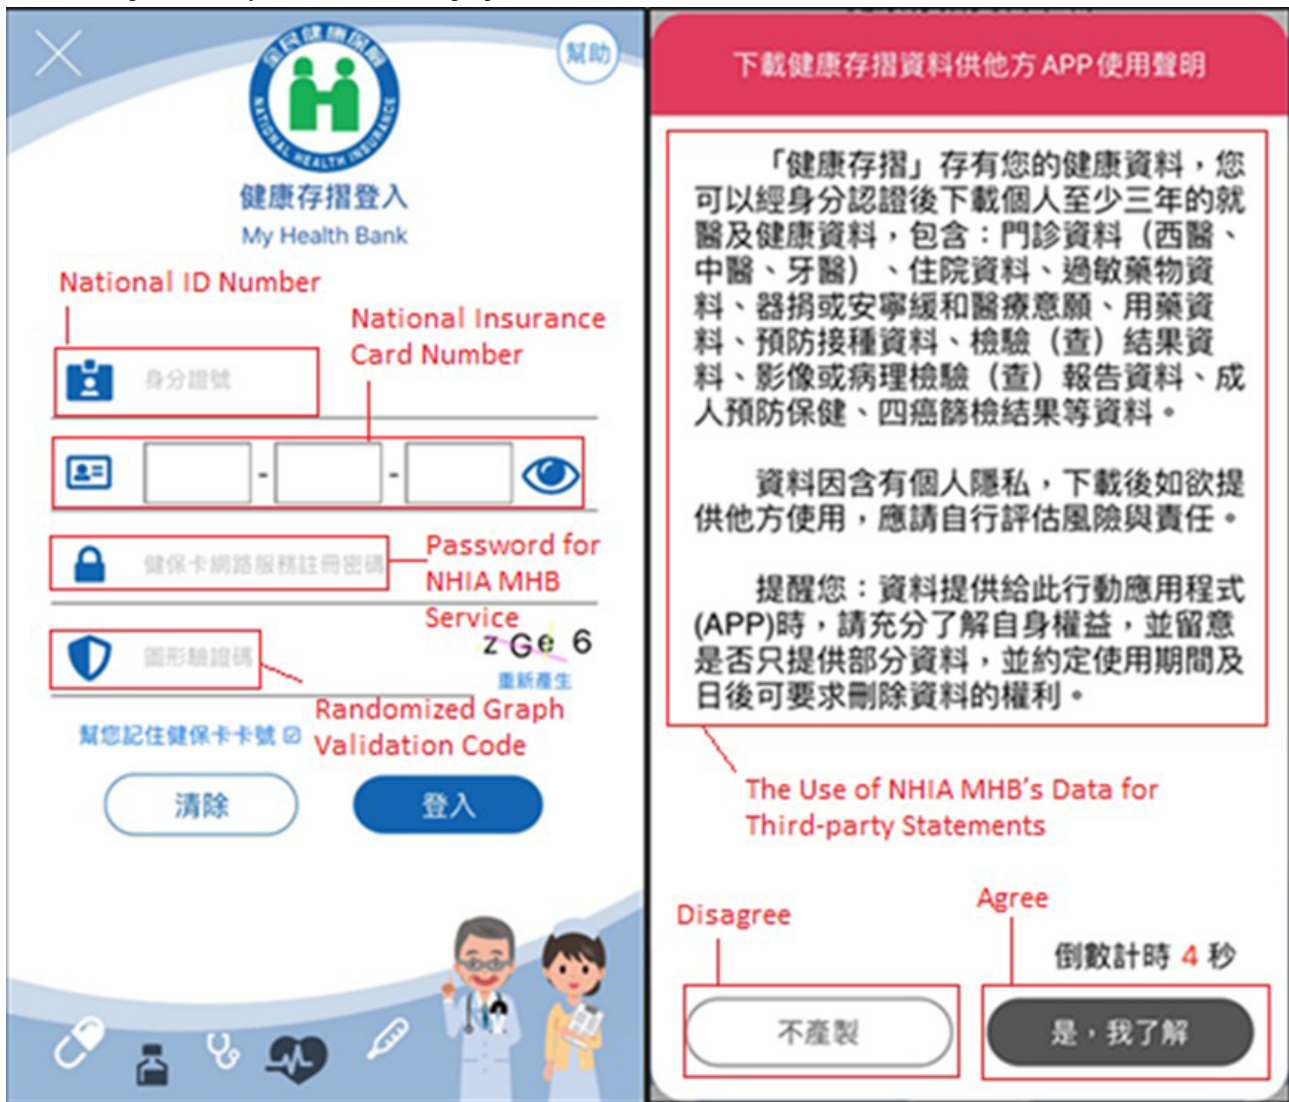 幫助
全民健康保險
NATIONAL HEALTH INSURANCE
健康存摺登入
My Health Bank
National ID Number
National Insurance
Card Number
身分證號
-
-
健保卡網路服務註冊密碼
Password for
NHIA MHB
Service
圖形驗證碼
z G e 6
重新產生
Randomized Graph
Validation Code
幫您記住健保卡卡號
清除
登入
下載健康存摺資料供他方APP使用聲明
「健康存摺」存有您的健康資料，您
可以經身分認證後下載個人至少三年的就
醫及健康資料，包含：門診資料（西醫、
中醫、牙醫）、住院資料、過敏藥物資
料、器捐或安寧緩和醫療意願、用藥資
料、預防接種資料、檢驗（查）結果資
料、影像或病理檢驗（查）報告資料、成
人預防保健、四癌篩檢結果等資料。
資料因含有個人隱私，下載後如欲提
供他方使用，應請自行評估風險與責任。
提醒您：資料提供給此行動應用程式
(APP)時，請充分了解自身權益，並留意
是否只提供部分資料，並約定使用期間及
日後可要求刪除資料的權利。
The Use of NHIA MHB's Data for
Third-party Statements
Disagree
Agree
倒數計時 4 秒
不產製
是，我了解